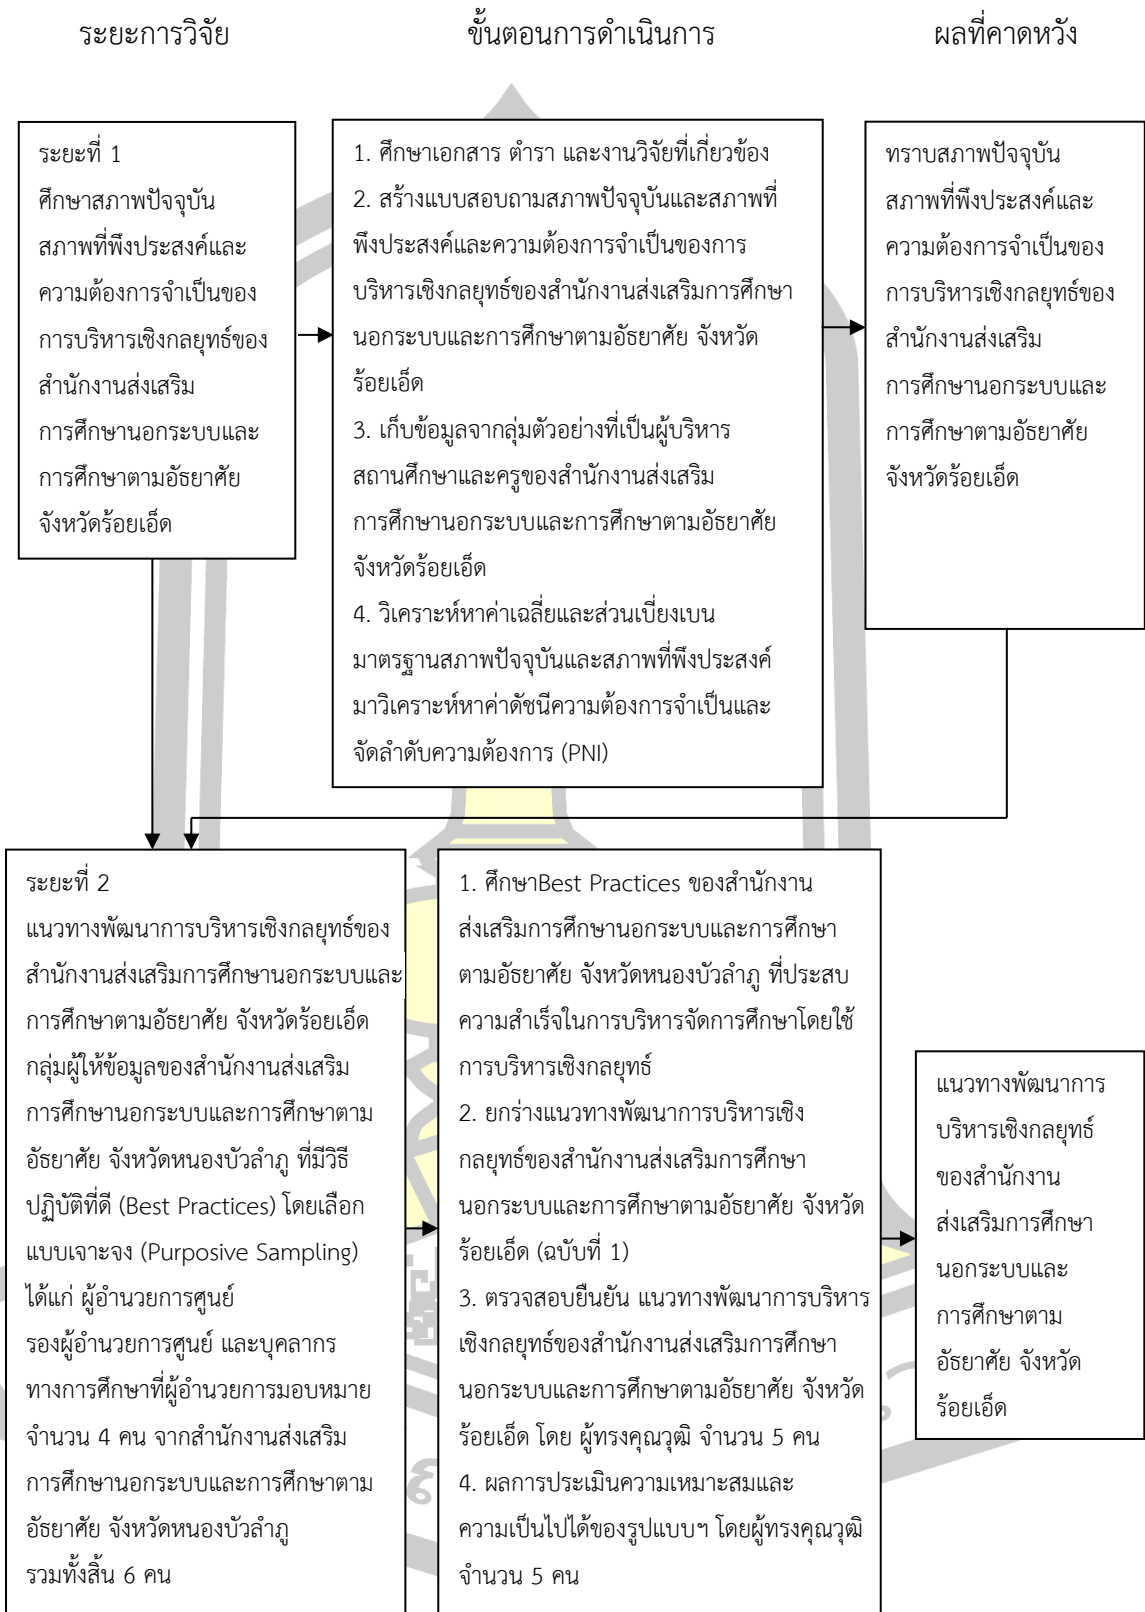 ระยะการวิจัย
ขั้นตอนการดำเนินการ
ผลที่คาดหวัง
ระยะที่ 1
ศึกษาสภาพปัจจุบัน
สภาพที่พึงประสงค์และ
ความต้องการจำเป็นของ
การบริหารเชิงกลยุทธ์ของ
สำนักงานส่งเสริม
การศึกษานอกระบบและ
การศึกษาตามอัธยาศัย
จังหวัดร้อยเอ็ด
1. ศึกษาเอกสาร ตำรา และงานวิจัยที่เกี่ยวข้อง
2. สร้างแบบสอบถามสภาพปัจจุบันและสภาพที่
พึงประสงค์และความต้องการจำเป็นของการ
บริหารเชิงกลยุทธ์ของสำนักงานส่งเสริมการศึกษา
นอกระบบและการศึกษาตามอัธยาศัย จังหวัด
ร้อยเอ็ด
3. เก็บข้อมูลจากลุ่มตัวอย่างที่เป็นผู้บริหาร
สถานศึกษาและครูของสำนักงานส่งเสริม
การศึกษานอกระบบและการศึกษาตามอัธยาศัย
จังหวัดร้อยเอ็ด
4. วิเคราะห์หาค่าเฉลี่ยและส่วนเบี่ยงเบน
มาตรฐานสภาพปัจจุบันและสภาพที่พึงประสงค์
มาวิเคราะห์หาค่าดัชนีความต้องการจำเป็นและ
จัดลำดับความต้องการ (PNI)
ทราบสภาพปัจจุบัน
สภาพที่พึงประสงค์และ
ความต้องการจำเป็นของ
การบริหารเชิงกลยุทธ์ของ
สำนักงานส่งเสริม
การศึกษานอกระบบและ
การศึกษาตามอัธยาศัย
จังหวัดร้อยเอ็ด
ระยะที่ 2
แนวทางพัฒนาการบริหารเชิงกลยุทธ์ของ
สำนักงานส่งเสริมการศึกษานอกระบบและ
การศึกษาตามอัธยาศัย จังหวัดร้อยเอ็ด
กลุ่มผู้ให้ข้อมูลของสำนักงานส่งเสริม
การศึกษานอกระบบและการศึกษาตาม
อัธยาศัย จังหวัดหนองบัวลำภู ที่มีวิธี
ปฏิบัติที่ดี (Best Practices) โดยเลือก
แบบเจาะจง (Purposive Sampling)
ได้แก่ ผู้อำนวยการศูนย์
รองผู้อำนวยการศูนย์ และบุคลากร
ทางการศึกษาที่ผู้อำนวยการมอบหมาย
จำนวน 4 คน จากสำนักงานส่งเสริม
การศึกษานอกระบบและการศึกษาตาม
อัธยาศัย จังหวัดหนองบัวลำภู
รวมทั้งสิ้น 6 คน
1. ศึกษาBest Practices ของสำนักงาน
ส่งเสริมการศึกษานอกระบบและการศึกษา
ตามอัธยาศัย จังหวัดหนองบัวลำภู ที่ประสบ
ความสำเร็จในการบริหารจัดการศึกษาโดยใช้
การบริหารเชิงกลยุทธ์
2. ยกร่างแนวทางพัฒนาการบริหารเชิง
กลยุทธ์ของสำนักงานส่งเสริมการศึกษา
นอกระบบและการศึกษาตามอัธยาศัย จังหวัด
ร้อยเอ็ด (ฉบับที่ 1)
3. ตรวจสอบยืนยัน แนวทางพัฒนาการบริหาร
เชิงกลยุทธ์ของสำนักงานส่งเสริมการศึกษา
นอกระบบและการศึกษาตามอัธยาศัย จังหวัด
ร้อยเอ็ด โดย ผู้ทรงคุณวุฒิ จำนวน 5 คน
4. ผลการประเมินความเหมาะสมและ
ความเป็นไปได้ของรูปแบบฯ โดยผู้ทรงคุณวุฒิ
จำนวน 5 คน
แนวทางพัฒนาการ
บริหารเชิงกลยุทธ์
ของสำนักงาน
ส่งเสริมการศึกษา
นอกระบบและ
การศึกษาตาม
อัธยาศัย จังหวัด
ร้อยเอ็ด